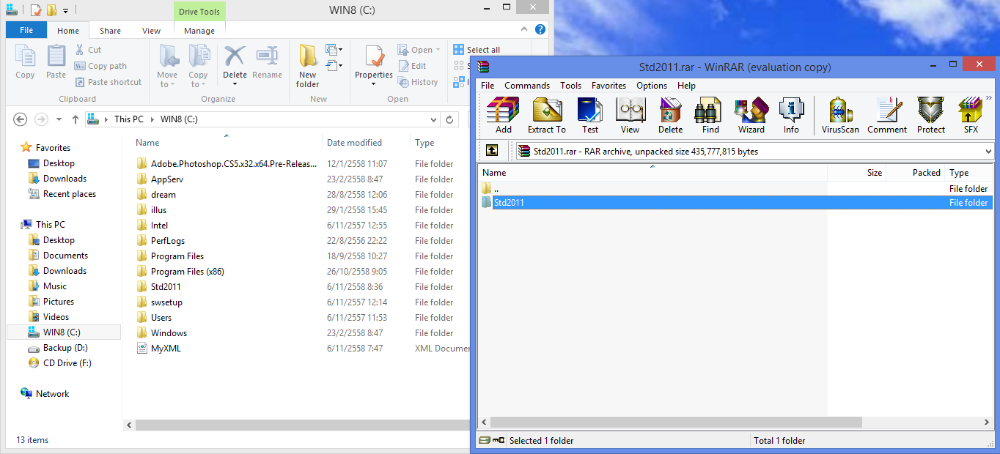 Drive Tools
WIN8 (C:)
File Home Share View Manage
Copy
Paste
Cut
Copy path
Paste shortcut
Clipboard
Move to
Copy to
Delete
Rename
Organize
New folder
New
Properties
Open
Edit
History
Open
Select all
This PC WIN8 (C:)
Favorites
Desktop
Downloads
Recent places
This PC
Desktop
Documents
Downloads
Music
Pictures
Videos
WIN8 (C:)
Backup (D:)
CD Drive (F:)
Network
Name Date modified Type
Adobe.Photoshop.CS5.x32.x64.Pre-Releas... 12/1/2558 11:07 File folder
AppServ 23/2/2558 8:47 File folder
dream 28/8/2558 12:06 File folder
illus 29/1/2558 15:45 File folder
Intel 6/11/2557 12:55 File folder
PerfLogs 22/8/2556 22:22 File folder
Program Files 18/9/2558 10:27 File folder
Program Files (x86) 26/10/2558 9:05 File folder
Std2011 6/11/2558 8:36 File folder
swsetup 6/11/2557 12:14 File folder
Users 6/11/2557 11:53 File folder
Windows 23/2/2558 8:47 File folder
MyXML 6/11/2558 7:47 XML Docume
13 items
Std2011.rar - WinRAR (evaluation copy)
File Commands Tools Favorites Options Help
Add Extract To Test View Delete Find Wizard Info VirusScan Comment Protect SFX
Std2011.rar - RAR archive, unpacked size 435,777,815 bytes
Name Size Packed Type
.. File folder
Std2011 File folder
Selected 1 folder Total 1 folder